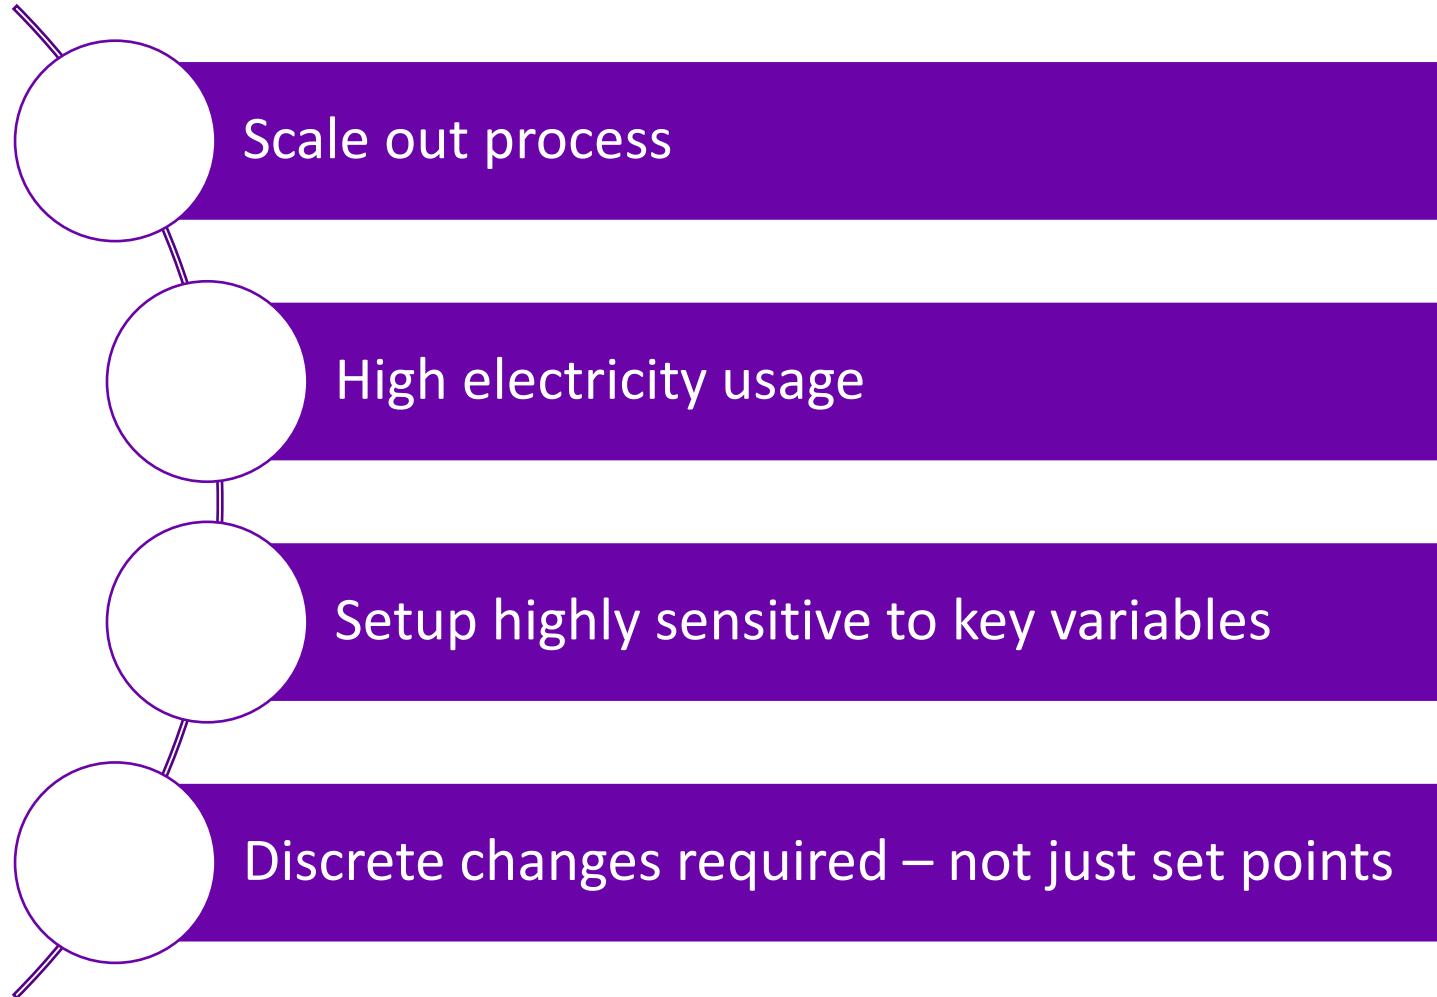 Scale out process
High electricity usage
Setup highly sensitive to key variables
Discrete changes required – not just set points